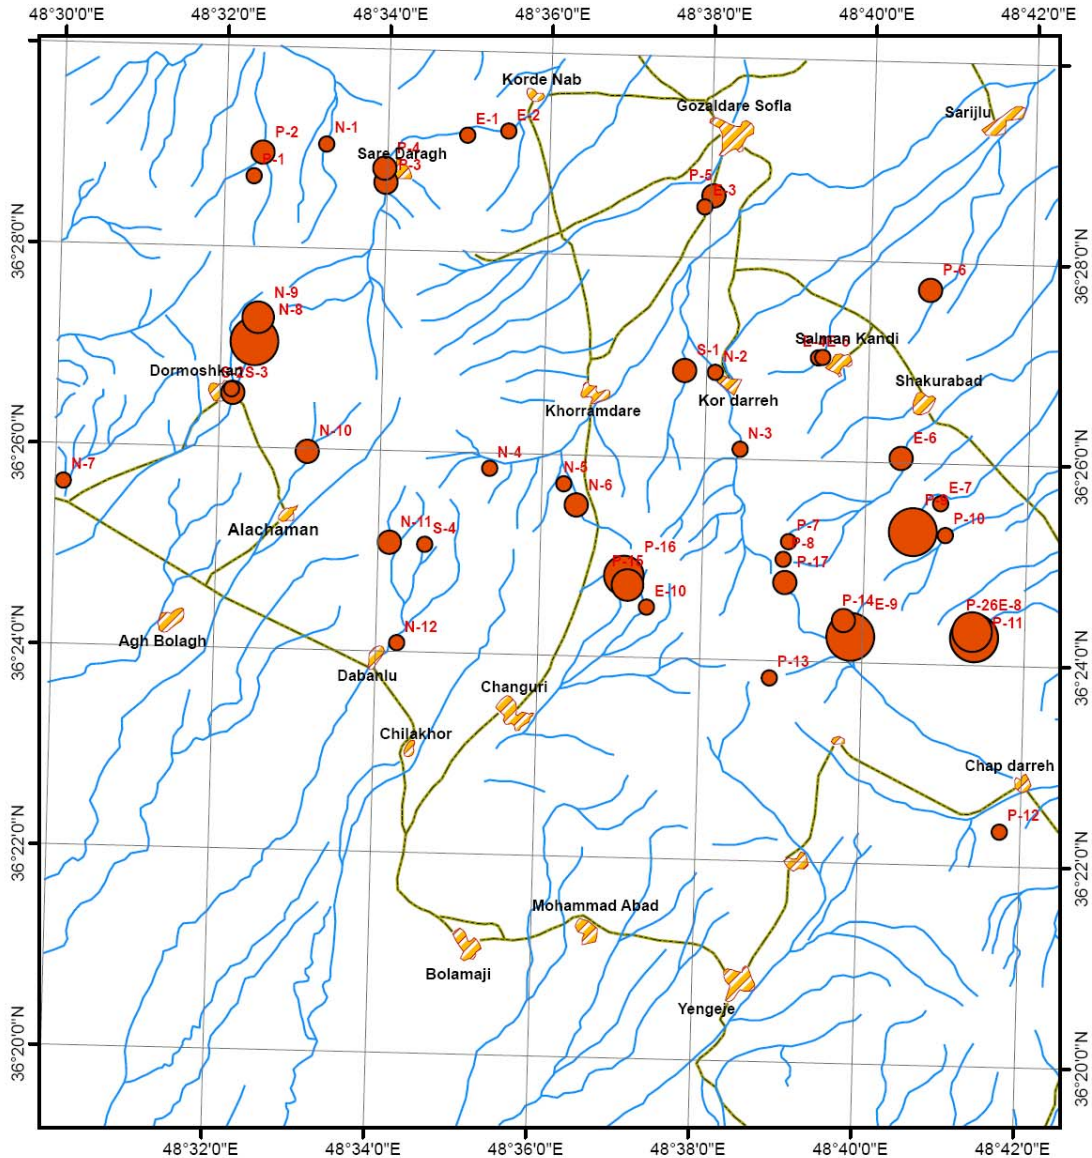 48°30'0"E
48°32'0"E
48°34'0"E
48°36'0"E
48°38'0"E
48°40'0"E
48°42'0"E
Korde Nab
Gozaldare Sofla
Sarijlu
E-1
E-2
P-2
N-1
P-1
P-4
Sare Daragh
P-3
P-5
E-3
36°28'0"N
36°28'0"N
P-6
N-9
N-8
Salman Kandi
Dormoshkan
S-3
S-1
N-2
Shakurabad
Kor darreh
Khorramdare
36°26'0"N
36°26'0"N
N-10
N-3
E-6
N-7
N-4
N-5
N-6
E-7
P-10
Alachaman
N-11
S-4
P-7
P-8
P-17
P-16
P-15
E-10
P-14
E-9
P-26
E-8
P-11
36°24'0"N
36°24'0"N
Agh Bolagh
N-12
Dabanlu
P-13
Changuri
Chilakhor
Chap darreh
P-12
36°22'0"N
36°22'0"N
Mohammad Abad
Bolamaji
Yengeje
36°20'0"N
36°20'0"N
48°32'0"E
48°34'0"E
48°36'0"E
48°38'0"E
48°40'0"E
48°42'0"E